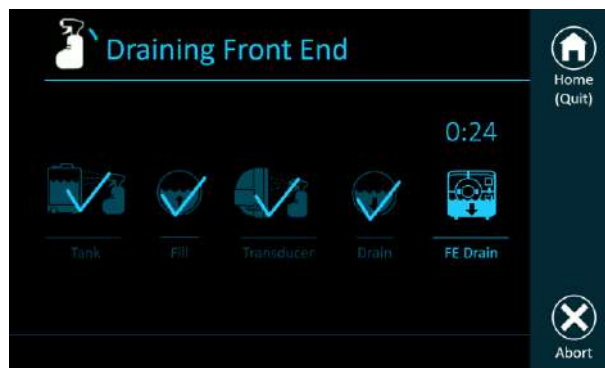 Draining Front End
Home
(Quit)
0:24
Tank
Fill
Transducer
Drain
FE Drain
Abort